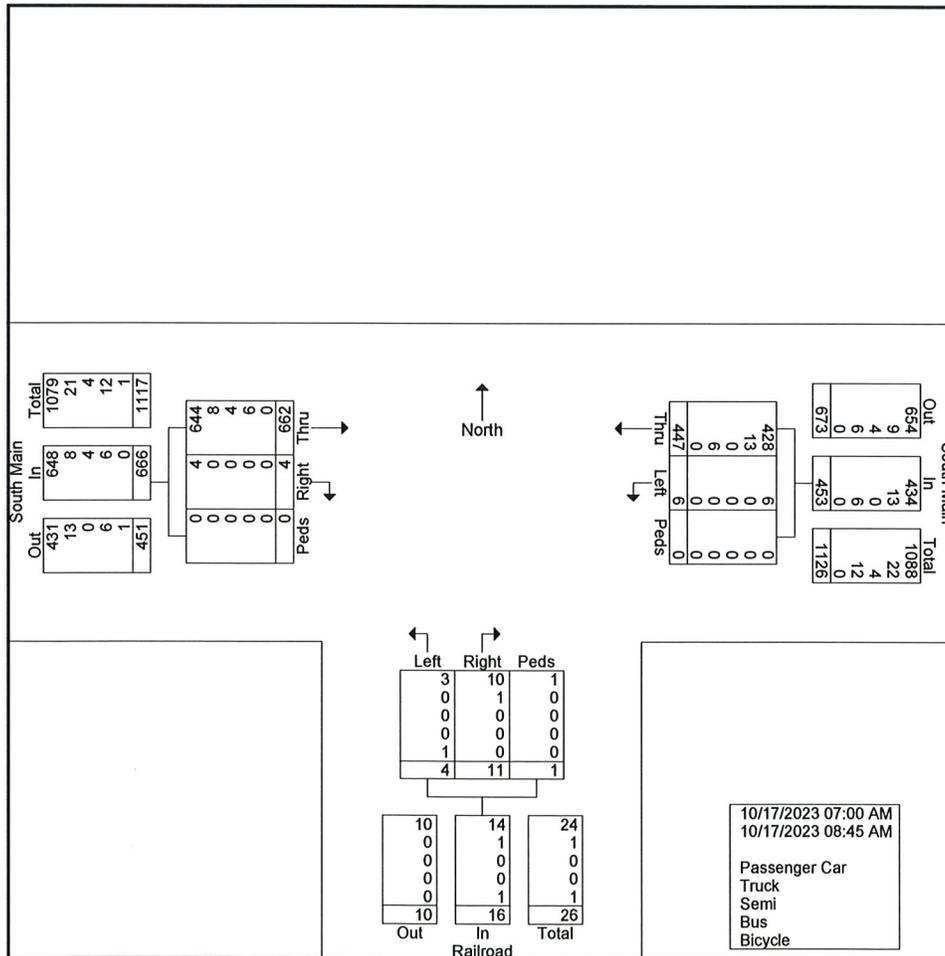 Total
1079
21
4
12
1
1117
South Main
In
648
8
4
6
0
666
Out
431
13
0
6
1
451
Thru
644
8
4
6
0
662
Right
4
0
0
0
0
4
Peds
0
0
0
0
0
0
North
Thru
428
13
0
6
0
447
Left
6
0
0
0
0
6
Peds
0
0
0
0
0
0
Out
654
9
4
6
0
673
South Main
In
434
13
0
6
0
453
Total
1088
22
4
12
0
1126
Left Right Peds
3 10 1
0 1 0
0 0 0
0 0 0
1 0 0
4 11 1
10 14 24
0 1 1
0 0 0
0 0 0
0 1 1
10 16 26
Out In Total
Railroad
10/17/2023 07:00 AM
10/17/2023 08:45 AM
Passenger Car
Truck
Semi
Bus
Bicycle